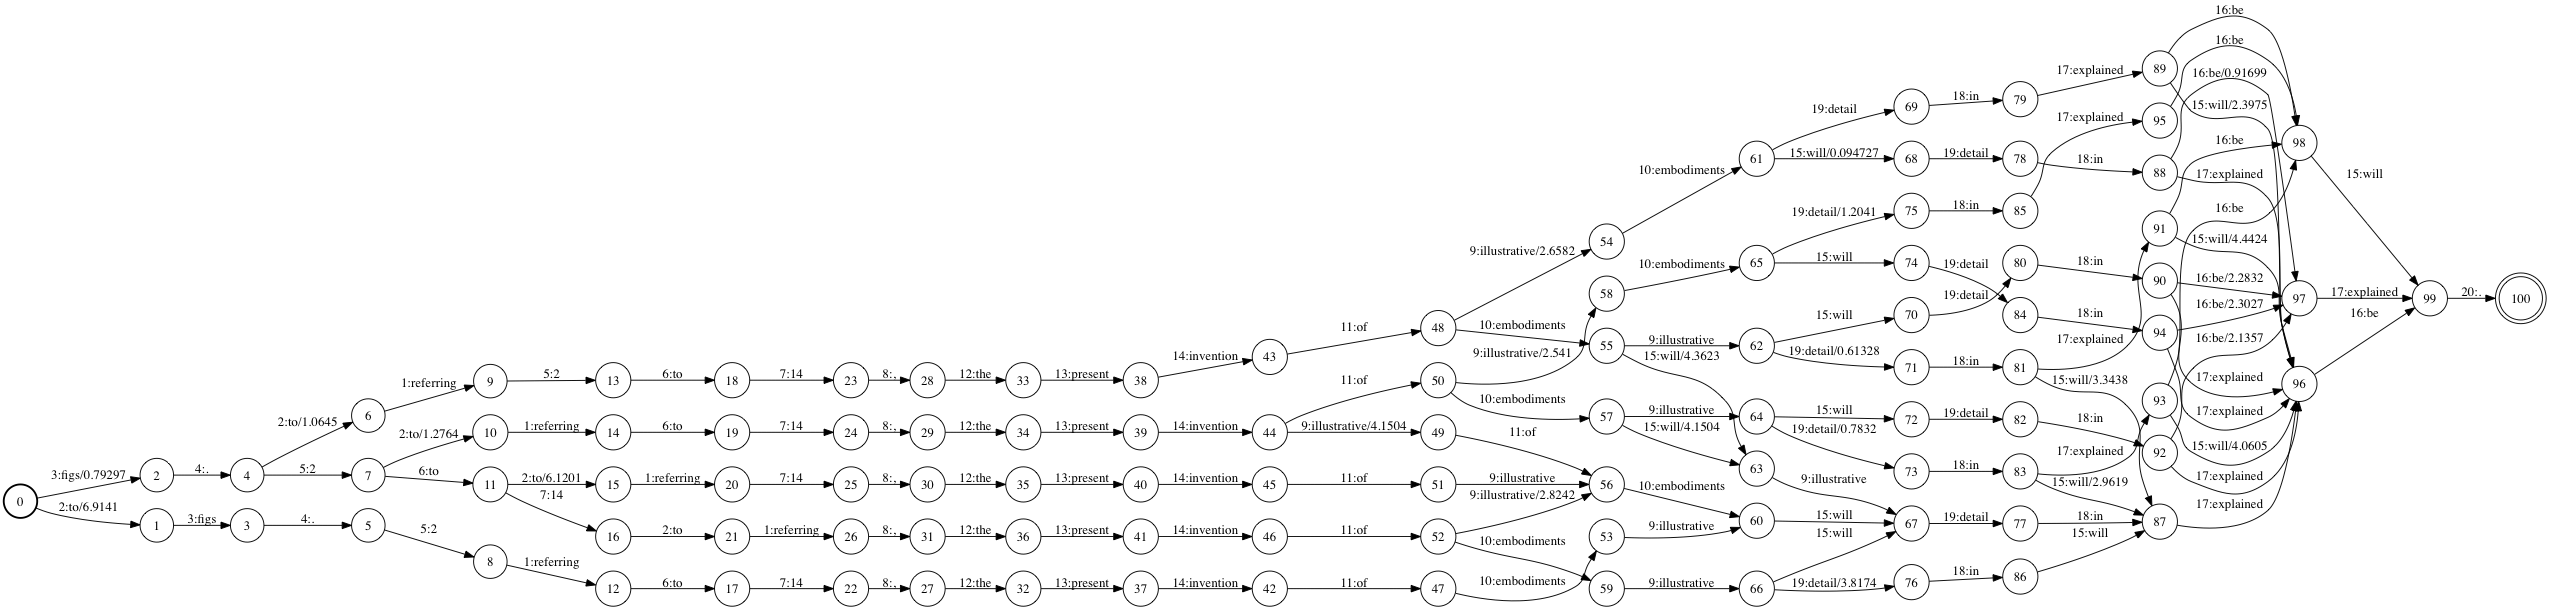 0
3:figs/0.79297
2:to/6.9141
2
1
4:.
3:figs
4
3
2:to/1.0645
5:2
4:.
6
7
5
1:referring
2:to/1.2764
6:to
5:2
9
10
11
8
5:2
1:referring
2:to/6.1201
7:14
1:referring
13
14
15
16
12
6:to
6:to
1:referring
2:to
6:to
18
19
20
21
17
7:14
7:14
7:14
1:referring
7:14
23
24
25
26
22
8:,
8:,
8:,
8:,
8:,
28
29
30
31
27
12:the
12:the
12:the
12:the
12:the
33
34
35
36
32
13:present
13:present
13:present
13:present
13:present
38
39
40
41
37
14:invention
14:invention
14:invention
14:invention
14:invention
43
44
45
46
42
11:of
11:of
9:illustrative/4.1504
11:of
11:of
11:of
48
50
49
51
52
47
9:illustrative/2.6582
10:embodiments
9:illustrative/2.541
10:embodiments
11:of
9:illustrative
9:illustrative/2.8242
10:embodiments
10:embodiments
54
58
55
57
56
53
59
10:embodiments
10:embodiments
9:illustrative
15:will/4.3623
9:illustrative
15:will/4.1504
10:embodiments
9:illustrative
9:illustrative
61
65
62
64
63
60
66
19:detail
15:will/0.094727
19:detail/1.2041
15:will
15:will
19:detail/0.61328
15:will
19:detail/0.7832
9:illustrative
15:will
15:will
19:detail/3.8174
69
68
75
74
70
71
72
73
67
76
18:in
19:detail
18:in
19:detail
19:detail
18:in
19:detail
18:in
19:detail
18:in
79
78
85
80
84
81
82
83
77
86
17:explained
17:explained
18:in
18:in
18:in
17:explained
15:will/3.3438
18:in
17:explained
15:will/2.9619
18:in
15:will
89
95
88
91
90
94
93
92
87
16:be
16:be
16:be/0.91699
15:will/2.3975
16:be
17:explained
16:be
15:will/4.4424
16:be/2.2832
16:be/2.3027
16:be/2.1357
17:explained
17:explained
15:will/4.0605
17:explained
17:explained
98
97
96
15:will
17:explained
16:be
99
20:.
100